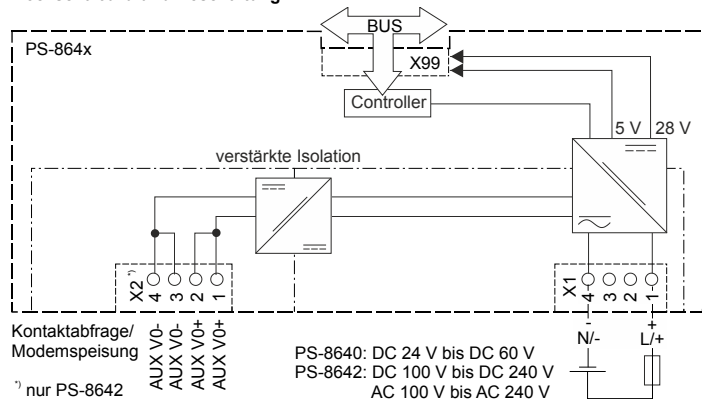 BUS
PS-864x
X99
Controller
5 V
28 V
verstärkte Isolation
X2 *)
4
3
2
1
X1
4
3
2
1
Kontaktabfrage/
Modemspeisung
AUX V0-
AUX V0-
AUX V0+
AUX V0+
-
N/-
+
L/+
PS-8640: DC 24 V bis DC 60 V
PS-8642: DC 100 V bis DC 240 V
AC 100 V bis AC 240 V
*) nur PS-8642